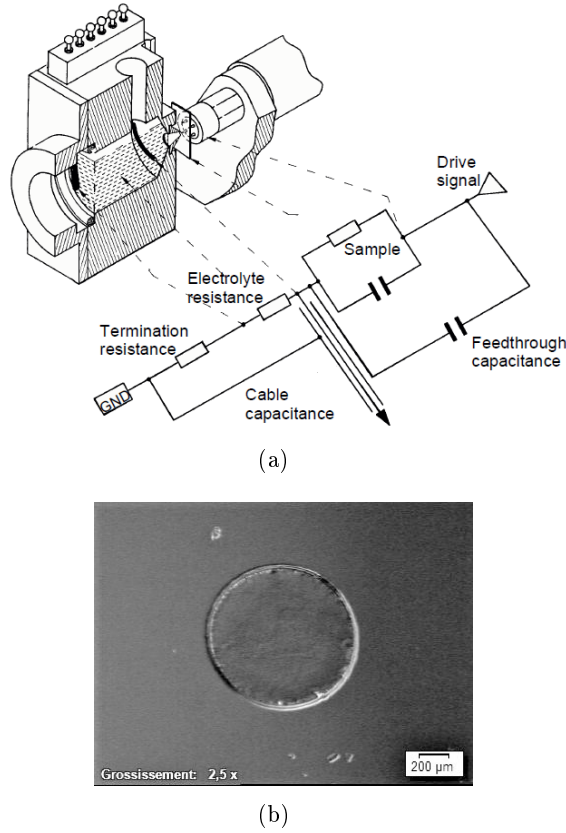 Drive
signal
Sample
Electrolyte
resistance
Termination
resistance
Feedthrough
capacitance
GND
Cable
capacitance
(a)
Grossissement: 2,5 x
200 µm
(b)